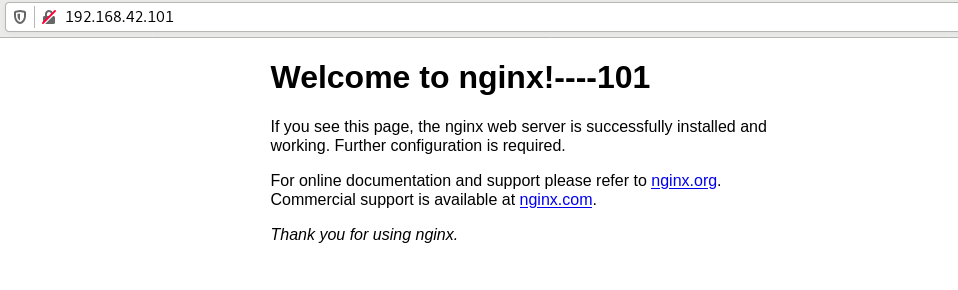 192.168.42.101
Welcome to nginx!----101
If you see this page, the nginx web server is successfully installed and
working. Further configuration is required.
For online documentation and support please refer to nginx.org.
Commercial support is available at nginx.com.
Thank you for using nginx.